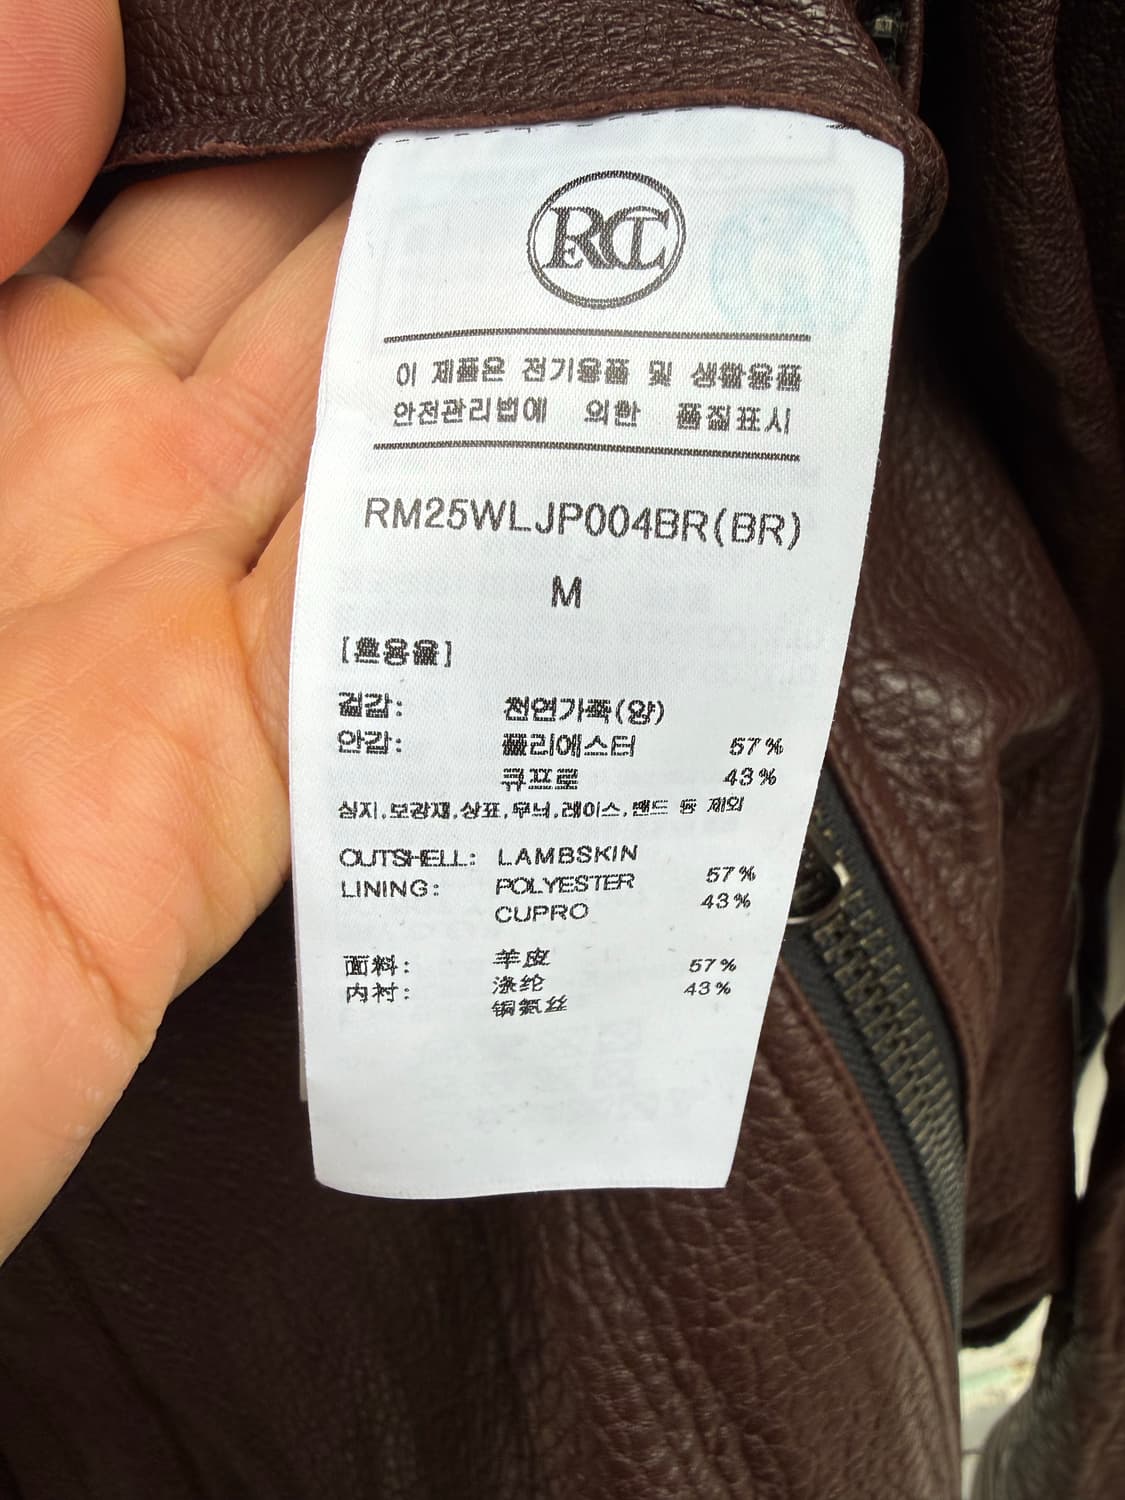 RECTO
이 제품은 전기용품 및 생활용품
안전관리법에 의한 품질표시
RM25WLJP004BR(BR)
M
[혼용율]
겉감: 천연가죽(양)
안감: 폴리에스터 57%
큐프로 43%
심지,보강재,상표,무늬,레이스,밴드 등 제외
OUTSHELL: LAMBSKIN
LINING: POLYESTER 57%
CUPRO 43%
面料: 羊皮
内衬: 涤纶 57%
铜氨丝 43%